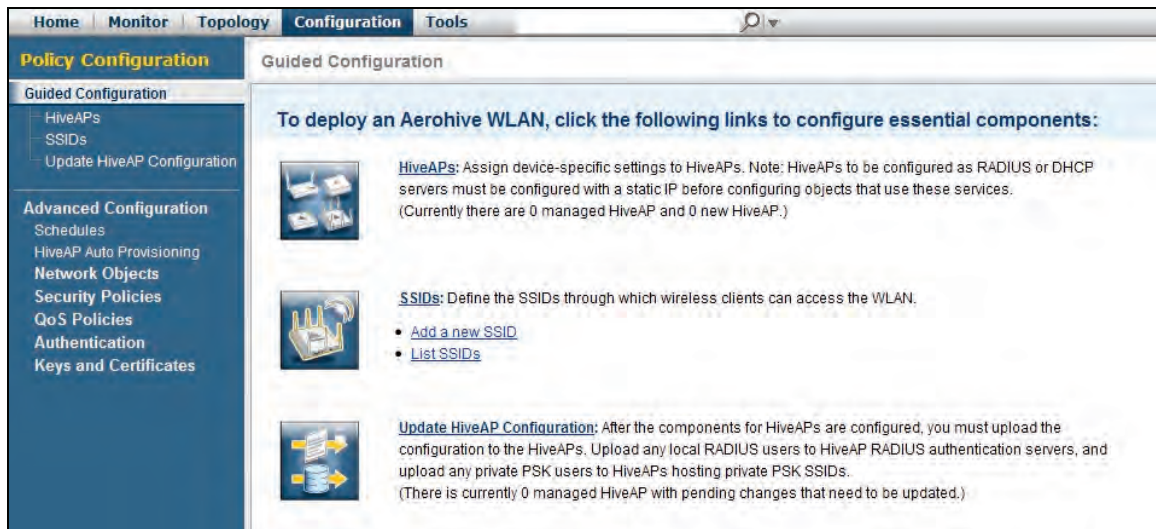 Home Monitor Topology Configuration Tools
Policy Configuration
Guided Configuration
HiveAPs
SSIDs
Update HiveAP Configuration
Advanced Configuration
Schedules
HiveAP Auto Provisioning
Network Objects
Security Policies
QoS Policies
Authentication
Keys and Certificates
Guided Configuration
To deploy an Aerohive WLAN, click the following links to configure essential components:
HiveAPs: Assign device-specific settings to HiveAPs. Note: HiveAPs to be configured as RADIUS or DHCP
servers must be configured with a static IP before configuring objects that use these services.
(Currently there are 0 managed HiveAP and 0 new HiveAP.)
SSIDs: Define the SSIDs through which wireless clients can access the WLAN.
• Add a new SSID
• List SSIDs
Update HiveAP Configuration: After the components for HiveAPs are configured, you must upload the
configuration to the HiveAPs. Upload any local RADIUS users to HiveAP RADIUS authentication servers, and
upload any private PSK users to HiveAPs hosting private PSK SSIDs.
(There is currently 0 managed HiveAP with pending changes that need to be updated.)